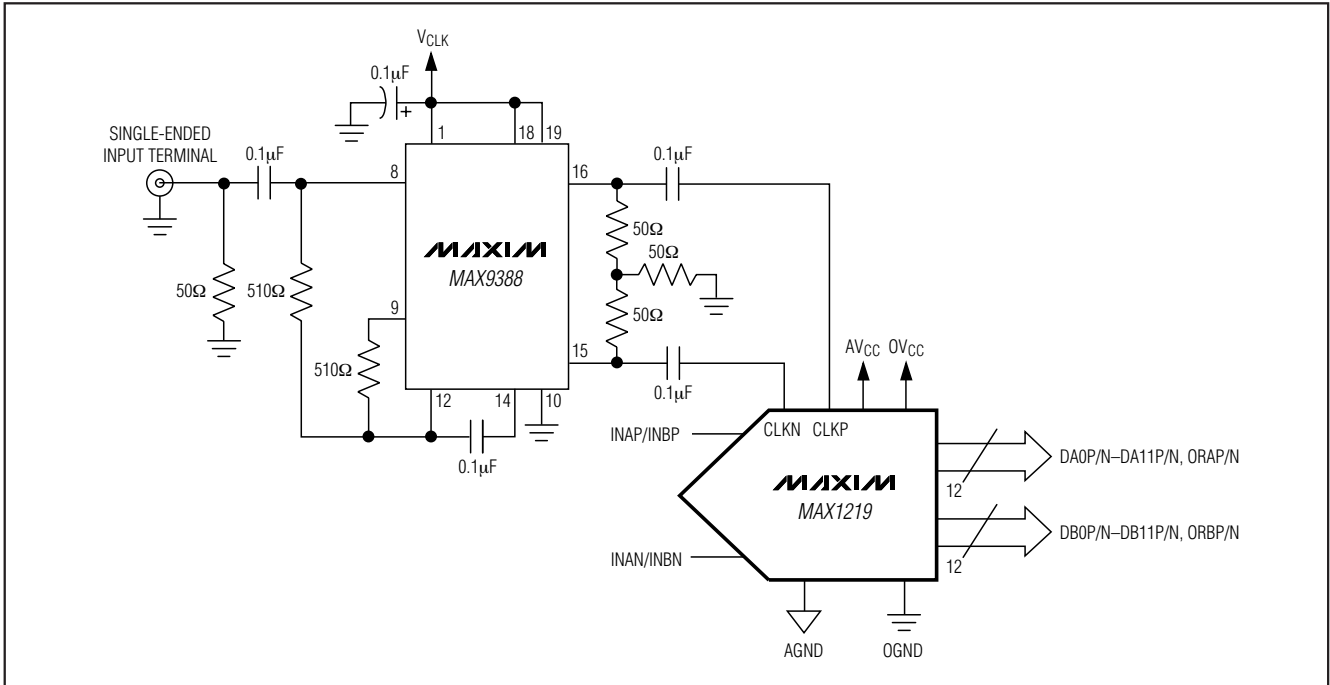 VCLK
0.1µF
+
SINGLE-ENDED
INPUT TERMINAL
0.1µF
1
18
19
8
16
0.1µF
MAXIM
MAX9388
50Ω
50Ω
50Ω
510Ω
9
50Ω
510Ω
15
0.1µF
12
14
10
0.1µF
AVCC
OVCC
INAP/INBP
CLKN
CLKP
DA0P/N–DA11P/N, ORAP/N
12
MAXIM
MAX1219
DB0P/N–DB11P/N, ORBP/N
12
INAN/INBN
AGND
OGND